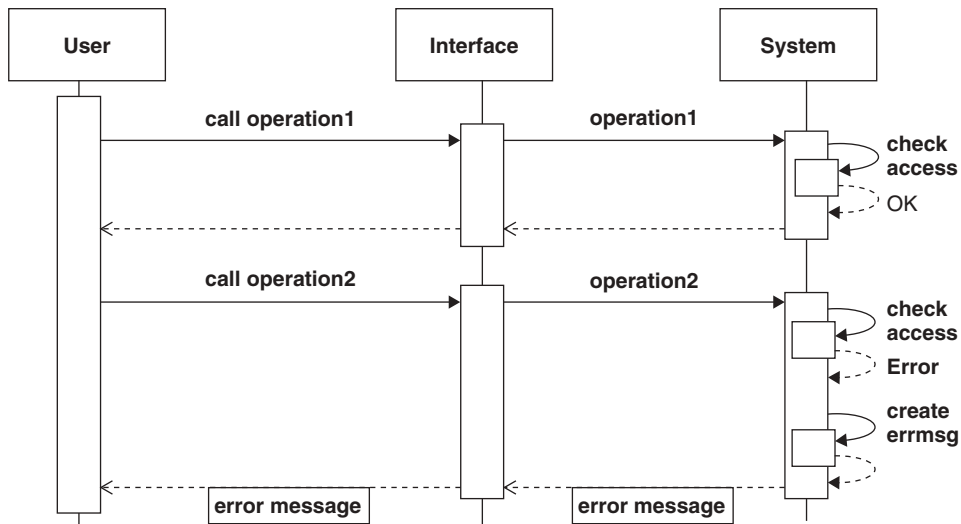 User
Interface
System
call operation1
operation1
check
access
OK
call operation2
operation2
check
access
Error
create
errmsg
error message
error message